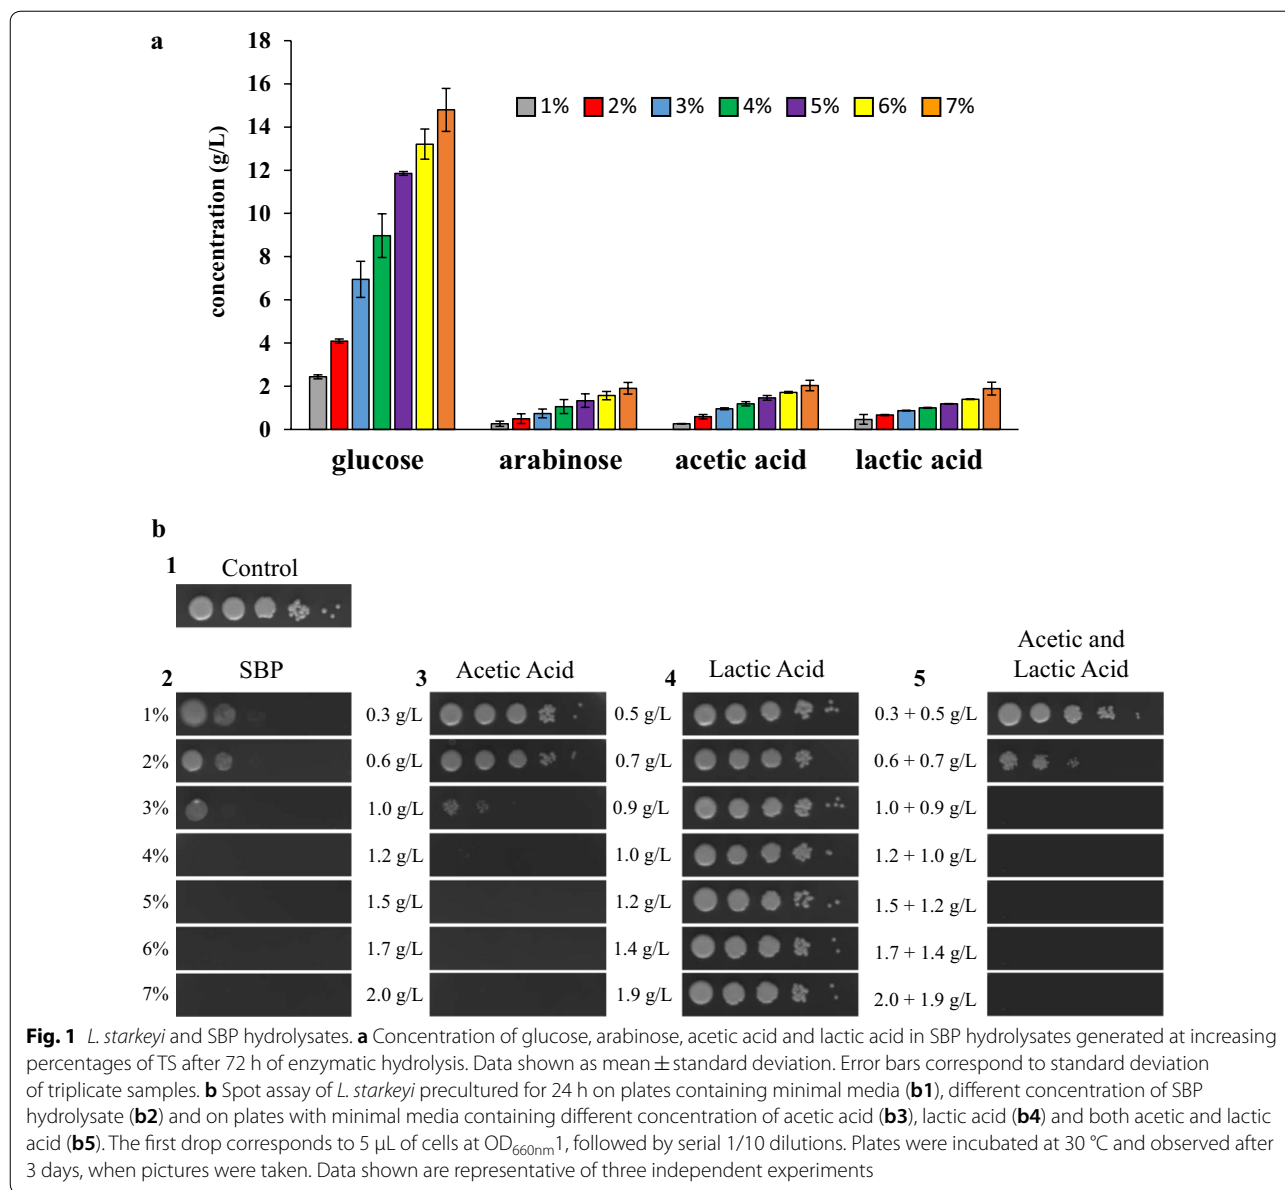 a
18
16
14
12
10
8
6
4
2
0
concentration (g/L)
1% 2% 3% 4% 5% 6% 7%
glucose arabinose acetic acid lactic acid
b
1 Control
2 SBP 3 Acetic Acid 4 Lactic Acid 5 Acetic and Lactic Acid
1% 0.3 g/L 0.5 g/L 0.3 + 0.5 g/L
2% 0.6 g/L 0.7 g/L 0.6 + 0.7 g/L
3% 1.0 g/L 0.9 g/L 1.0 + 0.9 g/L
4% 1.2 g/L 1.0 g/L 1.2 + 1.0 g/L
5% 1.5 g/L 1.2 g/L 1.5 + 1.2 g/L
6% 1.7 g/L 1.4 g/L 1.7 + 1.4 g/L
7% 2.0 g/L 1.9 g/L 2.0 + 1.9 g/L
Fig. 1 L. starkeyi and SBP hydrolysates. a Concentration of glucose, arabinose, acetic acid and lactic acid in SBP hydrolysates generated at increasing
percentages of TS after 72 h of enzymatic hydrolysis. Data shown as mean ± standard deviation. Error bars correspond to standard deviation
of triplicate samples. b Spot assay of L. starkeyi precultured for 24 h on plates containing minimal media (b1), different concentration of SBP
hydrolysate (b2) and on plates with minimal media containing different concentration of acetic acid (b3), lactic acid (b4) and both acetic and lactic
acid (b5). The first drop corresponds to 5 μL of cells at OD660nm1, followed by serial 1/10 dilutions. Plates were incubated at 30 °C and observed after
3 days, when pictures were taken. Data shown are representative of three independent experiments